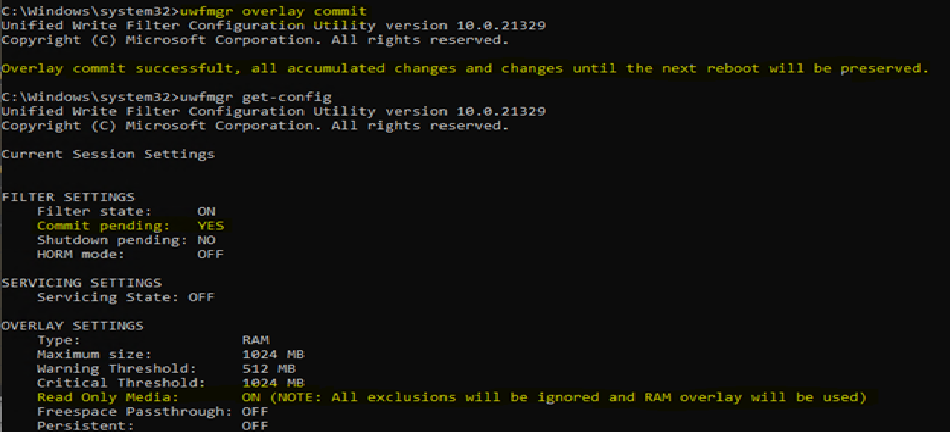 C:\Windows\system32>uwfmgr overlay commit
Unified Write Filter Configuration Utility version 10.0.21329
Copyright (C) Microsoft Corporation. All rights reserved.
Overlay commit successfult, all accumulated changes and changes until the next reboot will be preserved.
C:\Windows\system32>uwfmgr get-config
Unified Write Filter Configuration Utility version 10.0.21329
Copyright (C) Microsoft Corporation. All rights reserved.
Current Session Settings
FILTER SETTINGS
Filter state: ON
Commit pending: YES
Shutdown pending: NO
HORM mode: OFF
SERVICING SETTINGS
Servicing State: OFF
OVERLAY SETTINGS
Type: RAM
Maximum size: 1024 MB
Warning Threshold: 512 MB
Critical Threshold: 1024 MB
Read Only Media: ON (NOTE: All exclusions will be ignored and RAM overlay will be used)
Freespace Passthrough: OFF
Persistent: OFF